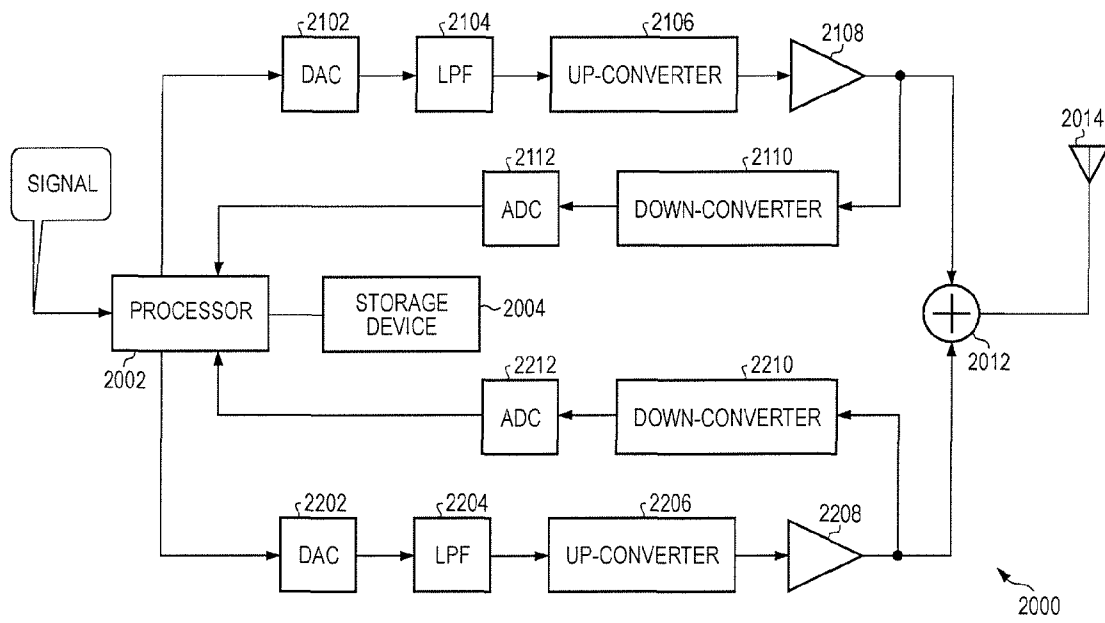 2102
2104
2106
2108
DAC
LPF
UP-CONVERTER
2014
2112
2110
SIGNAL
ADC
DOWN-CONVERTER
PROCESSOR
STORAGE
DEVICE
2004
2002
2012
2212
2210
ADC
DOWN-CONVERTER
2202
2204
2206
2208
DAC
LPF
UP-CONVERTER
2000